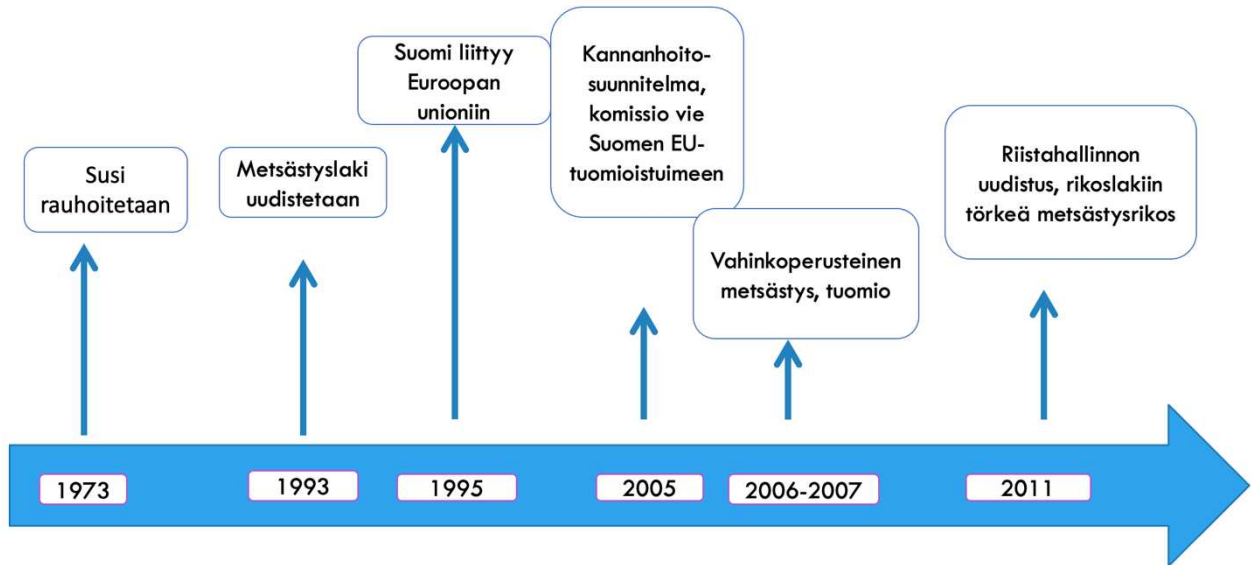 Susi
rauhoitetaan
Metsästyslaki
uudistetaan
Suomi liittyy
Euroopan
unioniin
Kannanhoito-
suunnitelma,
komissio vie
Suomen EU-
tuomioistuimeen
Vahinkoperusteinen
metsästys, tuomio
Riistahallinnon
uudistus, rikoslakiin
törkeä metsästysrikos
1973
1993
1995
2005
2006-2007
2011